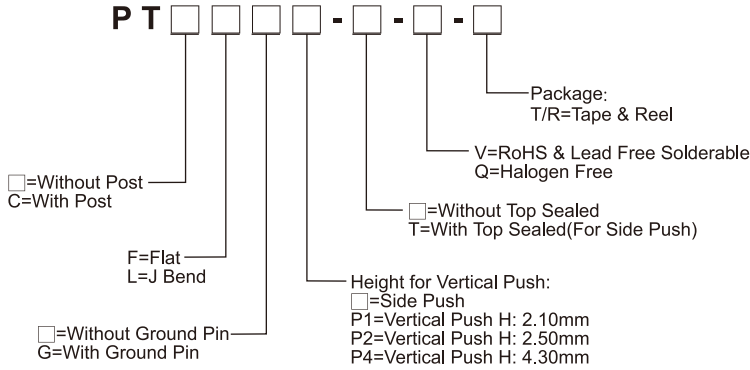 PT□□□□-□-□-□
Package:
T/R=Tape & Reel
V=RoHS & Lead Free Solderable
Q=Halogen Free
□=Without Post
C=With Post
□=Without Top Sealed
T=With Top Sealed(For Side Push)
F=Flat
L=J Bend
Height for Vertical Push:
□=Side Push
P1=Vertical Push H: 2.10mm
P2=Vertical Push H: 2.50mm
P4=Vertical Push H: 4.30mm
□=Without Ground Pin
G=With Ground Pin